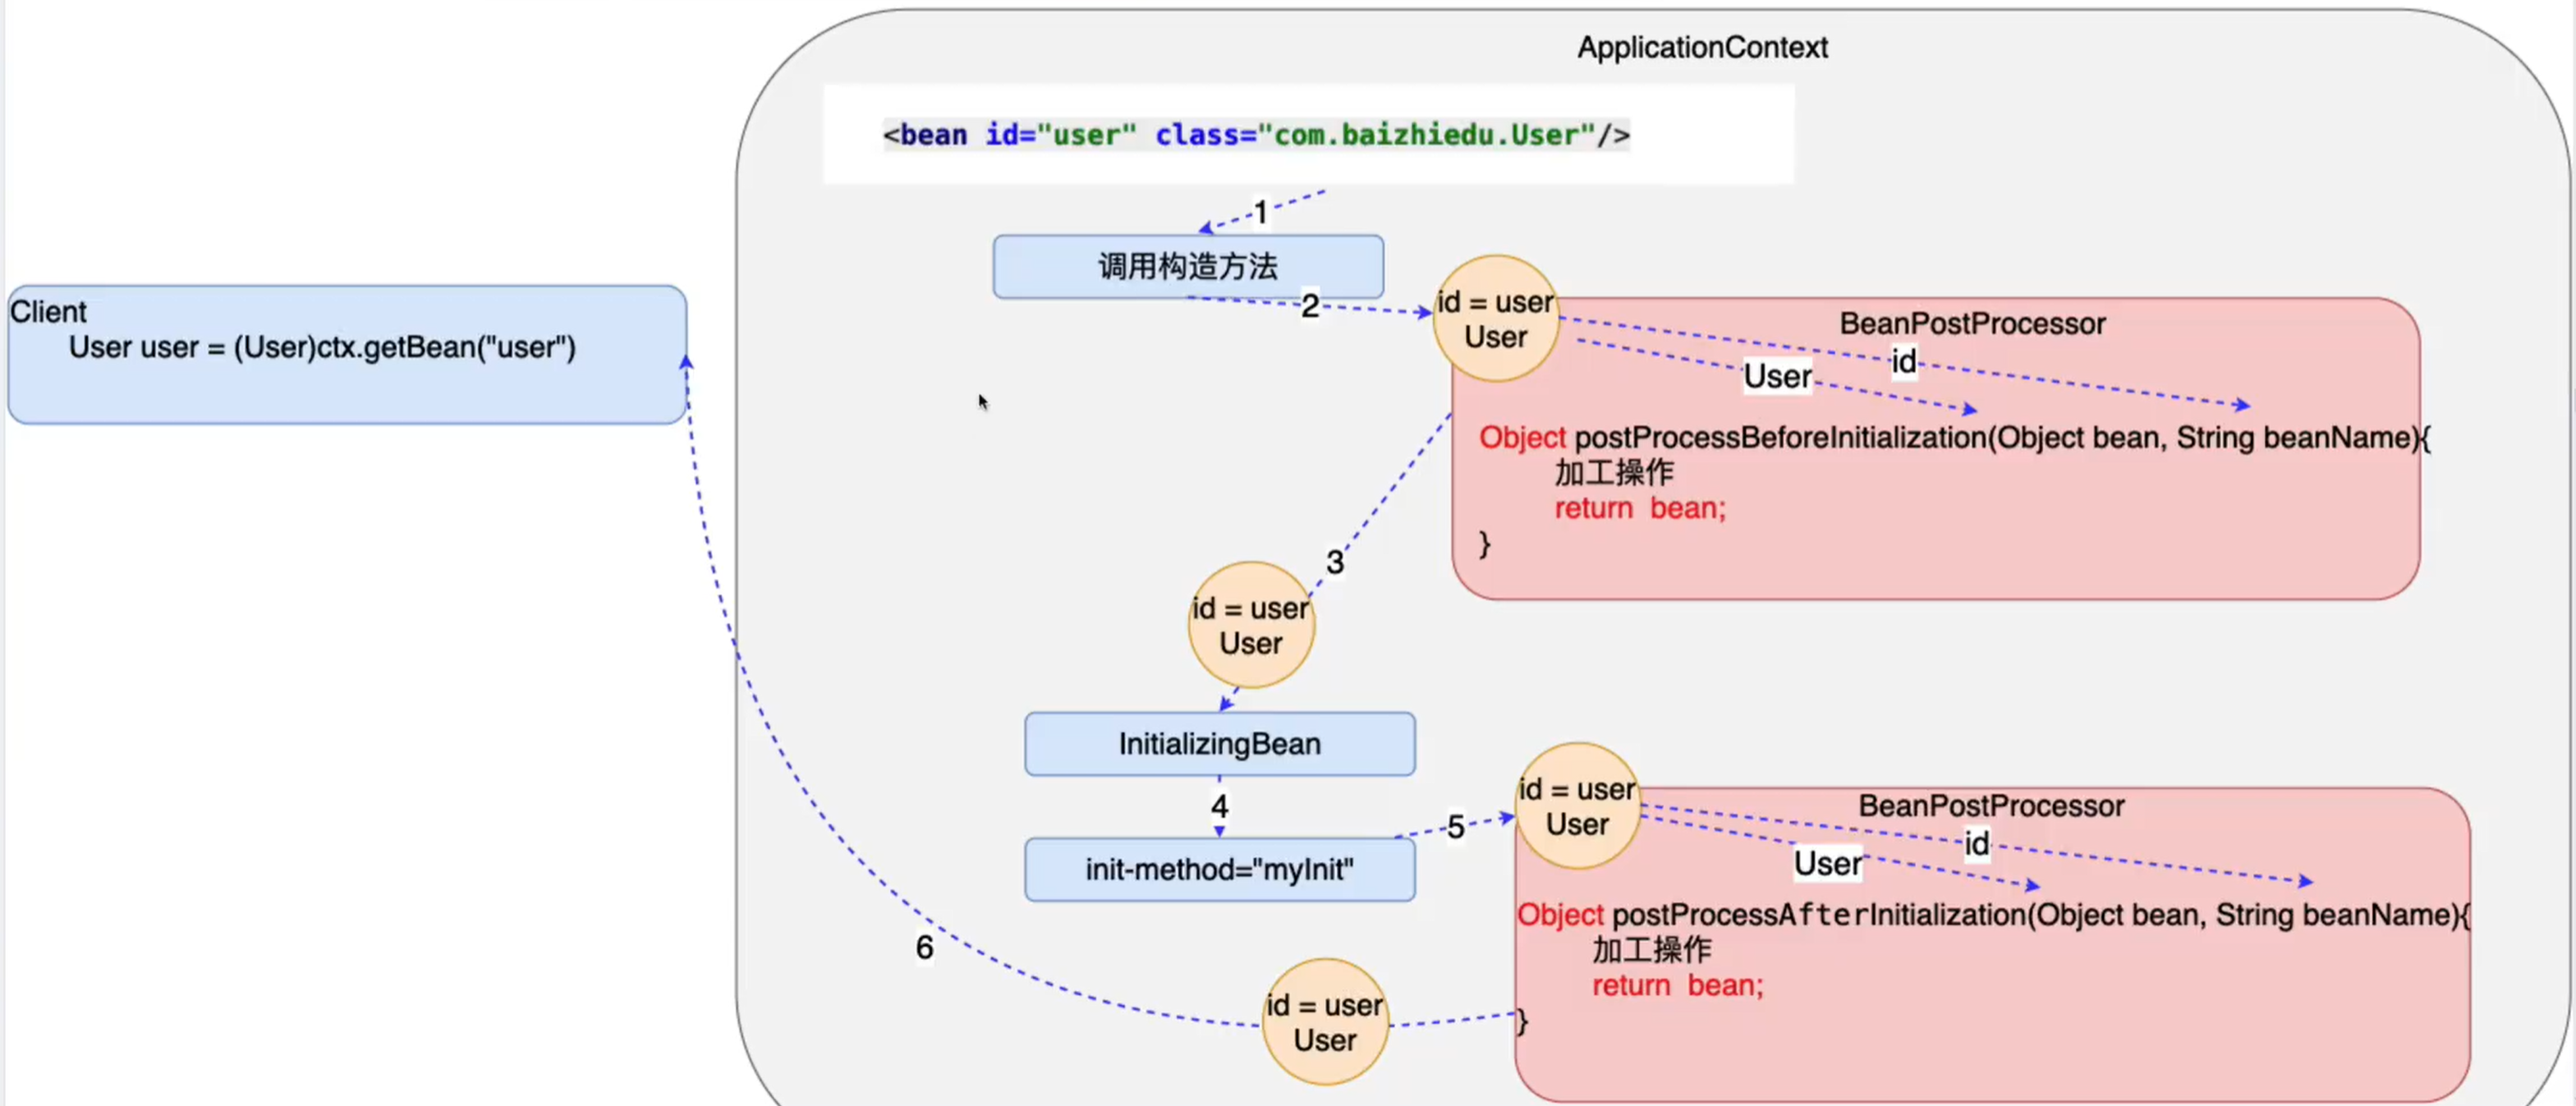 ApplicationContext
<bean id="user" class="com.baizhiedu.User"/>
1
调用构造方法
2
id = user
User
Client
User user = (User)ctx.getBean("user")
BeanPostProcessor
id
User
Object postProcessBeforeInitialization(Object bean, String beanName){
加工操作
return bean;
}
3
id = user
User
InitializingBean
4
init-method="myInit"
5
id = user
User
BeanPostProcessor
id
User
Object postProcessAfterInitialization(Object bean, String beanName){
加工操作
return bean;
}
6
id = user
User